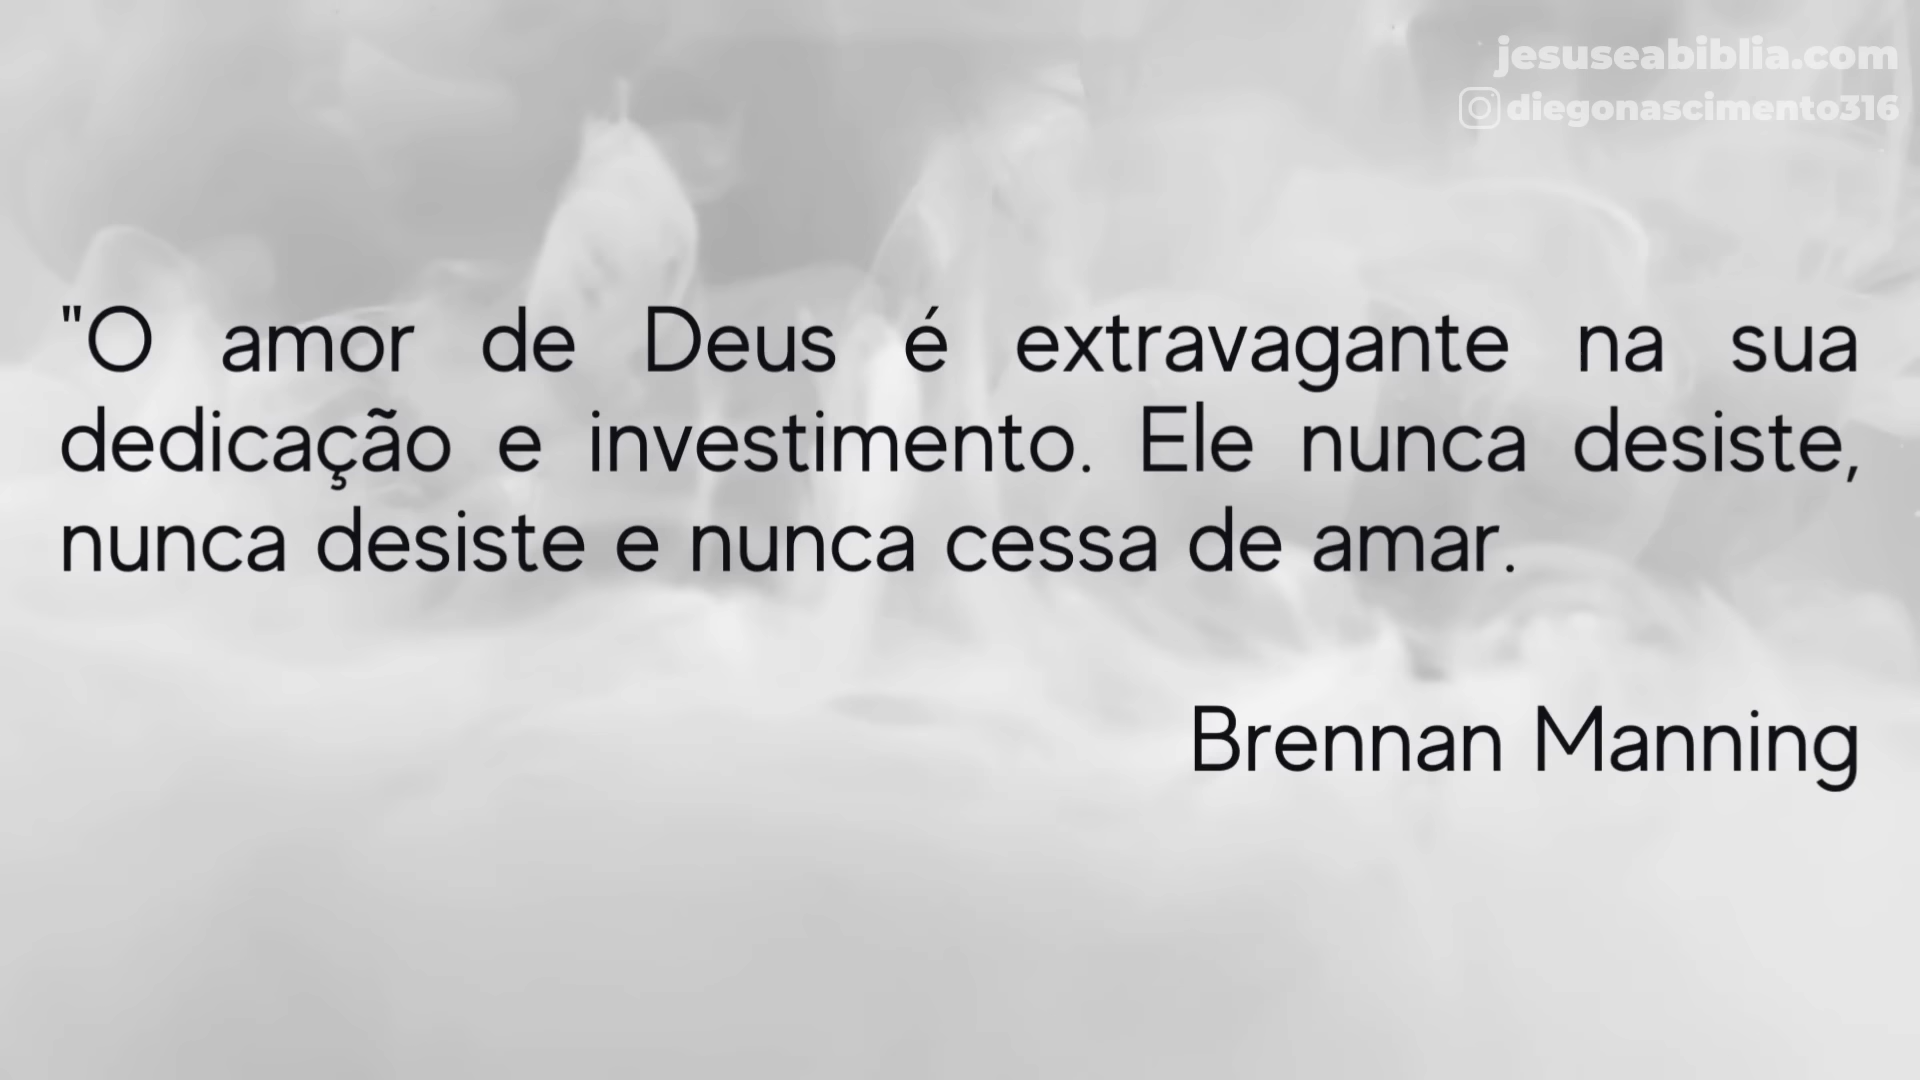 jesuseabiblia.com
diegonascimento316
"O amor de Deus é extravagante na sua
dedicação e investimento. Ele nunca desiste,
nunca desiste e nunca cessa de amar.
Brennan Manning